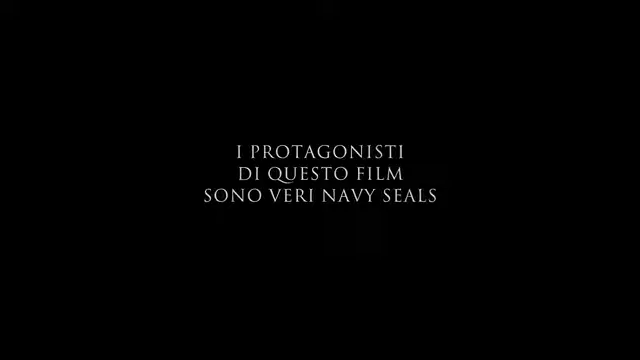 I PROTAGONISTI
DI QUESTO FILM
SONO VERI NAVY SEALS